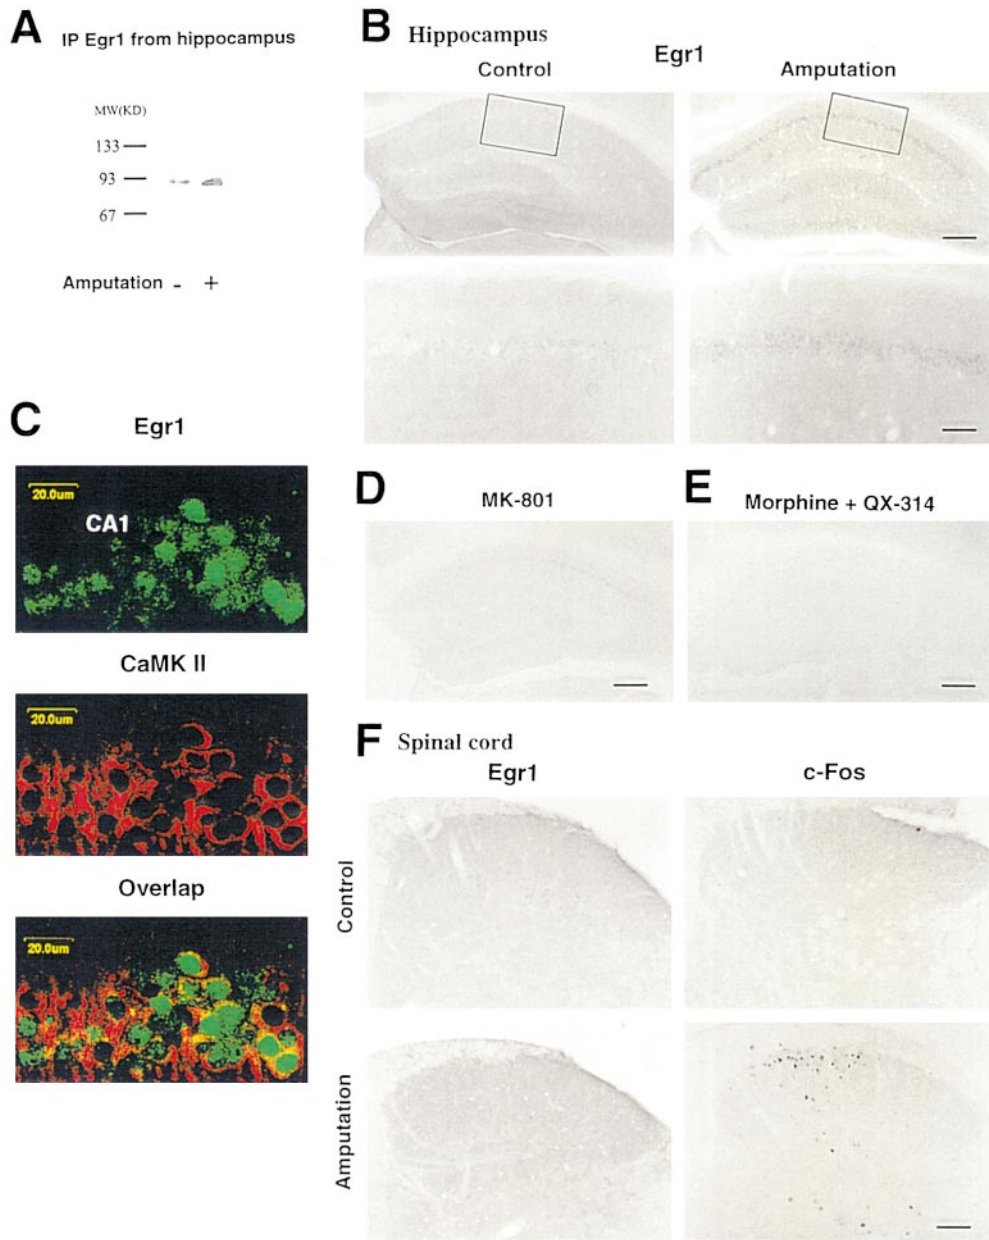 A IP Egr1 from hippocampus
MW(KD)
133
93
67
Amputation - +
B Hippocampus
Egr1
Control Amputation
C Egr1
20.0um
CA1
CaMK II
20.0um
Overlap
20.0um
D MK-801
E Morphine + QX-314
F Spinal cord
Egr1 c-Fos
Control
Amputation